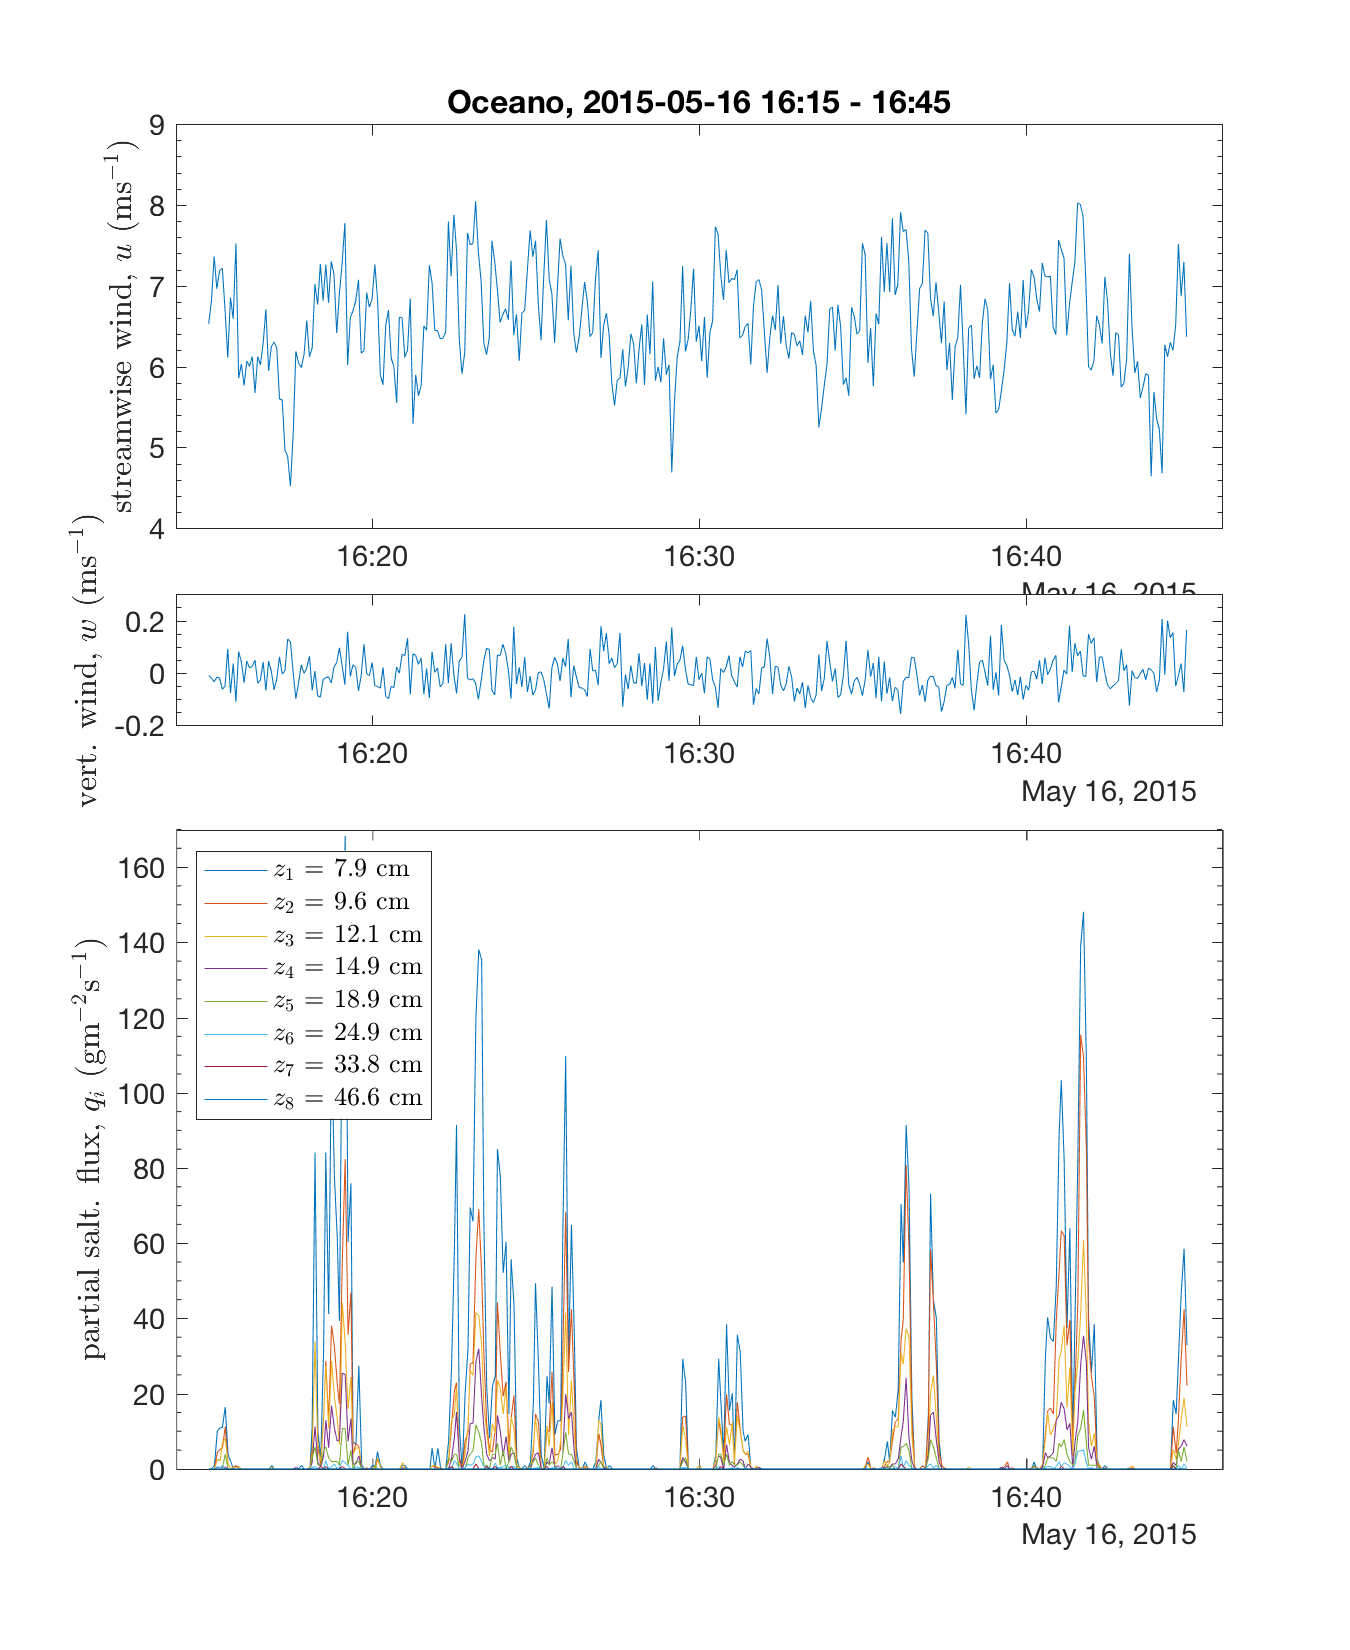 Oceano, 2015-05-16 16:15 - 16:45
streamwise wind, u (ms⁻¹)
9
8
7
6
5
4
16:20 16:30 16:40
May 16, 2015
vert. wind, w (ms⁻¹)
0.2
0
-0.2
16:20 16:30 16:40
May 16, 2015
partial salt. flux, qᵢ (gm⁻²s⁻¹)
160
140
120
100
80
60
40
20
0
z₁ = 7.9 cm
z₂ = 9.6 cm
z₃ = 12.1 cm
z₄ = 14.9 cm
z₅ = 18.9 cm
z₆ = 24.9 cm
z₇ = 33.8 cm
z₈ = 46.6 cm
16:20 16:30 16:40
May 16, 2015